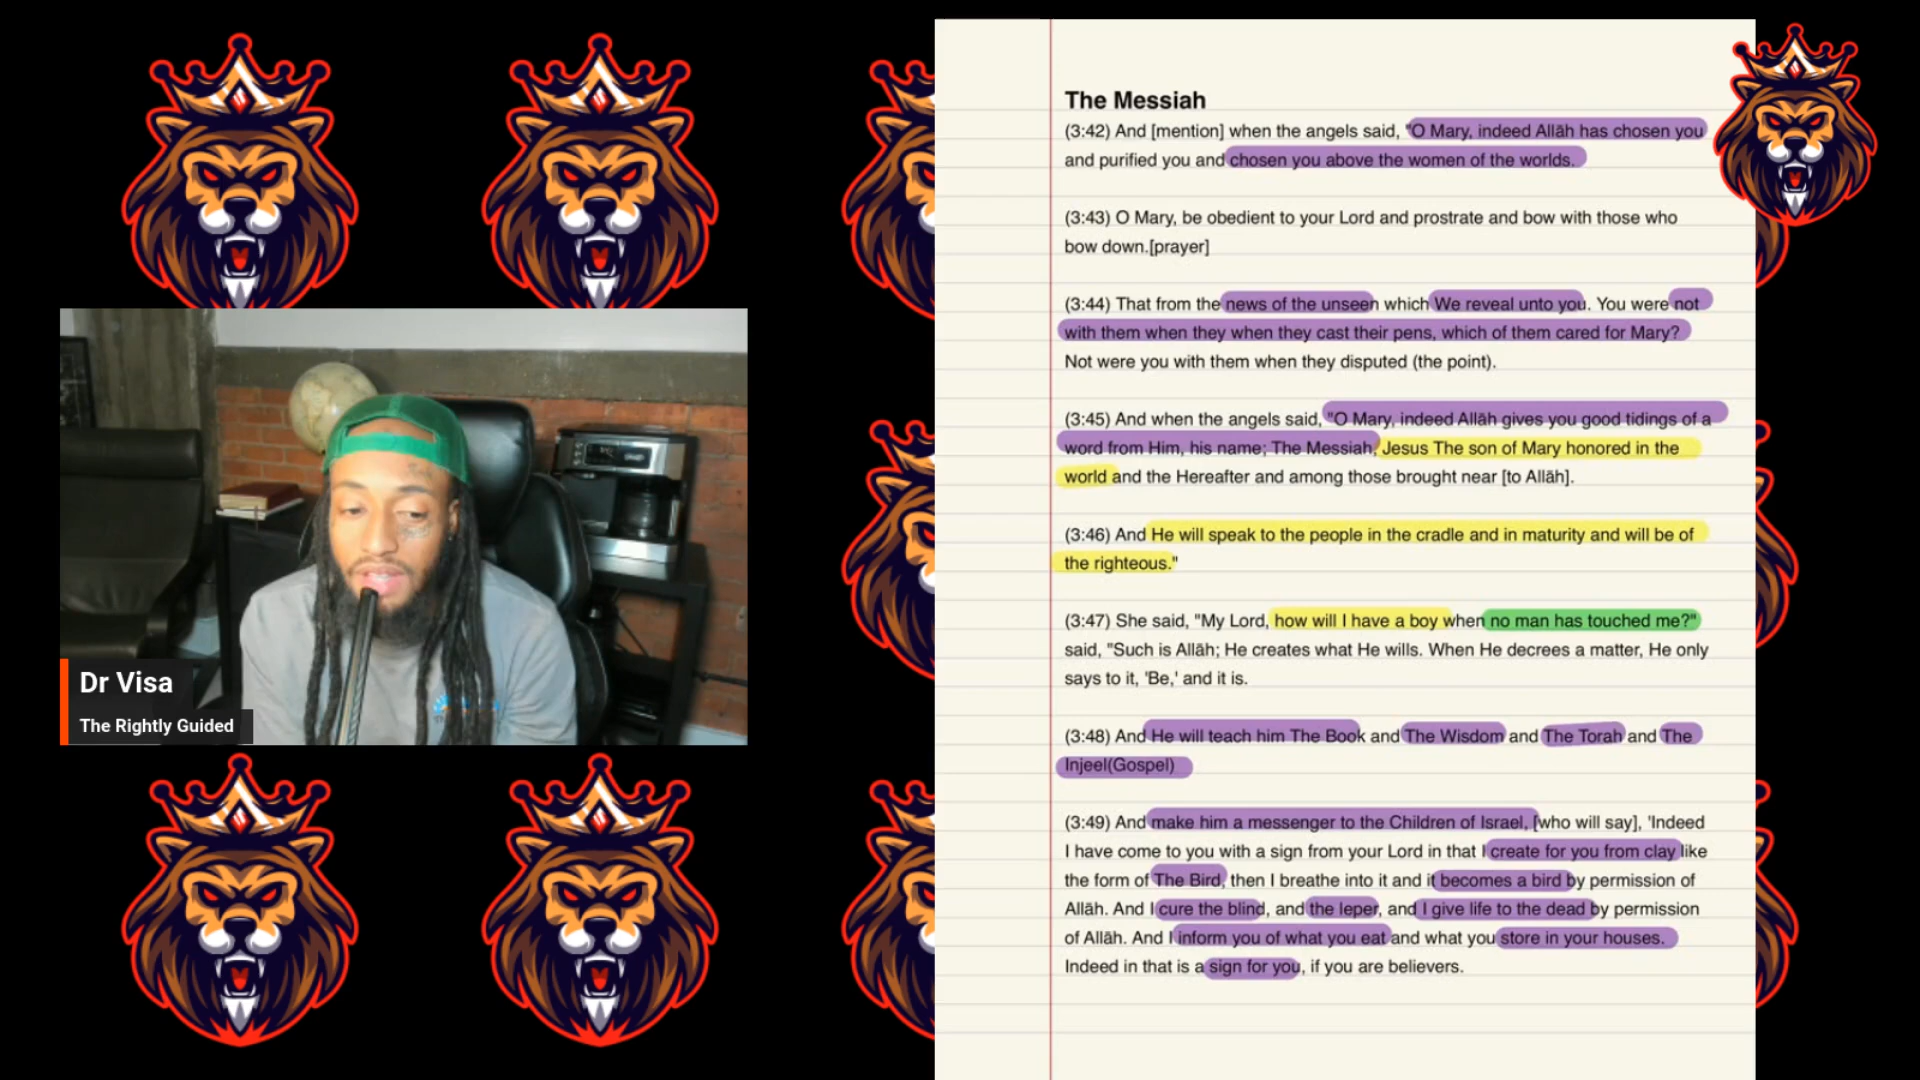 The Messiah
(3:42) And [mention] when the angels said, "O Mary, indeed Allāh has chosen you
and purified you and chosen you above the women of the worlds.
(3:43) O Mary, be obedient to your Lord and prostrate and bow with those who
bow down.[prayer]
(3:44) That from the news of the unseen which We reveal unto you. You were not
with them when they when they cast their pens, which of them cared for Mary?
Not were you with them when they disputed (the point).
(3:45) And when the angels said, "O Mary, indeed Allāh gives you good tidings of a
word from Him, his name; The Messiah, Jesus The son of Mary honored in the
world and the Hereafter and among those brought near [to Allāh].
(3:46) And He will speak to the people in the cradle and in maturity and will be of
the righteous."
(3:47) She said, "My Lord, how will I have a boy when no man has touched me?"
said, "Such is Allāh; He creates what He wills. When He decrees a matter, He only
says to it, 'Be,' and it is.
(3:48) And He will teach him The Book and The Wisdom and The Torah and The
Injeel(Gospel)
(3:49) And make him a messenger to the Children of Israel, [who will say], 'Indeed
I have come to you with a sign from your Lord in that I create for you from clay like
the form of The Bird, then I breathe into it and it becomes a bird by permission of
Allāh. And I cure the blind, and the leper, and I give life to the dead by permission
of Allāh. And I inform you of what you eat and what you store in your houses.
Indeed in that is a sign for you, if you are believers.
Dr Visa
The Rightly Guided